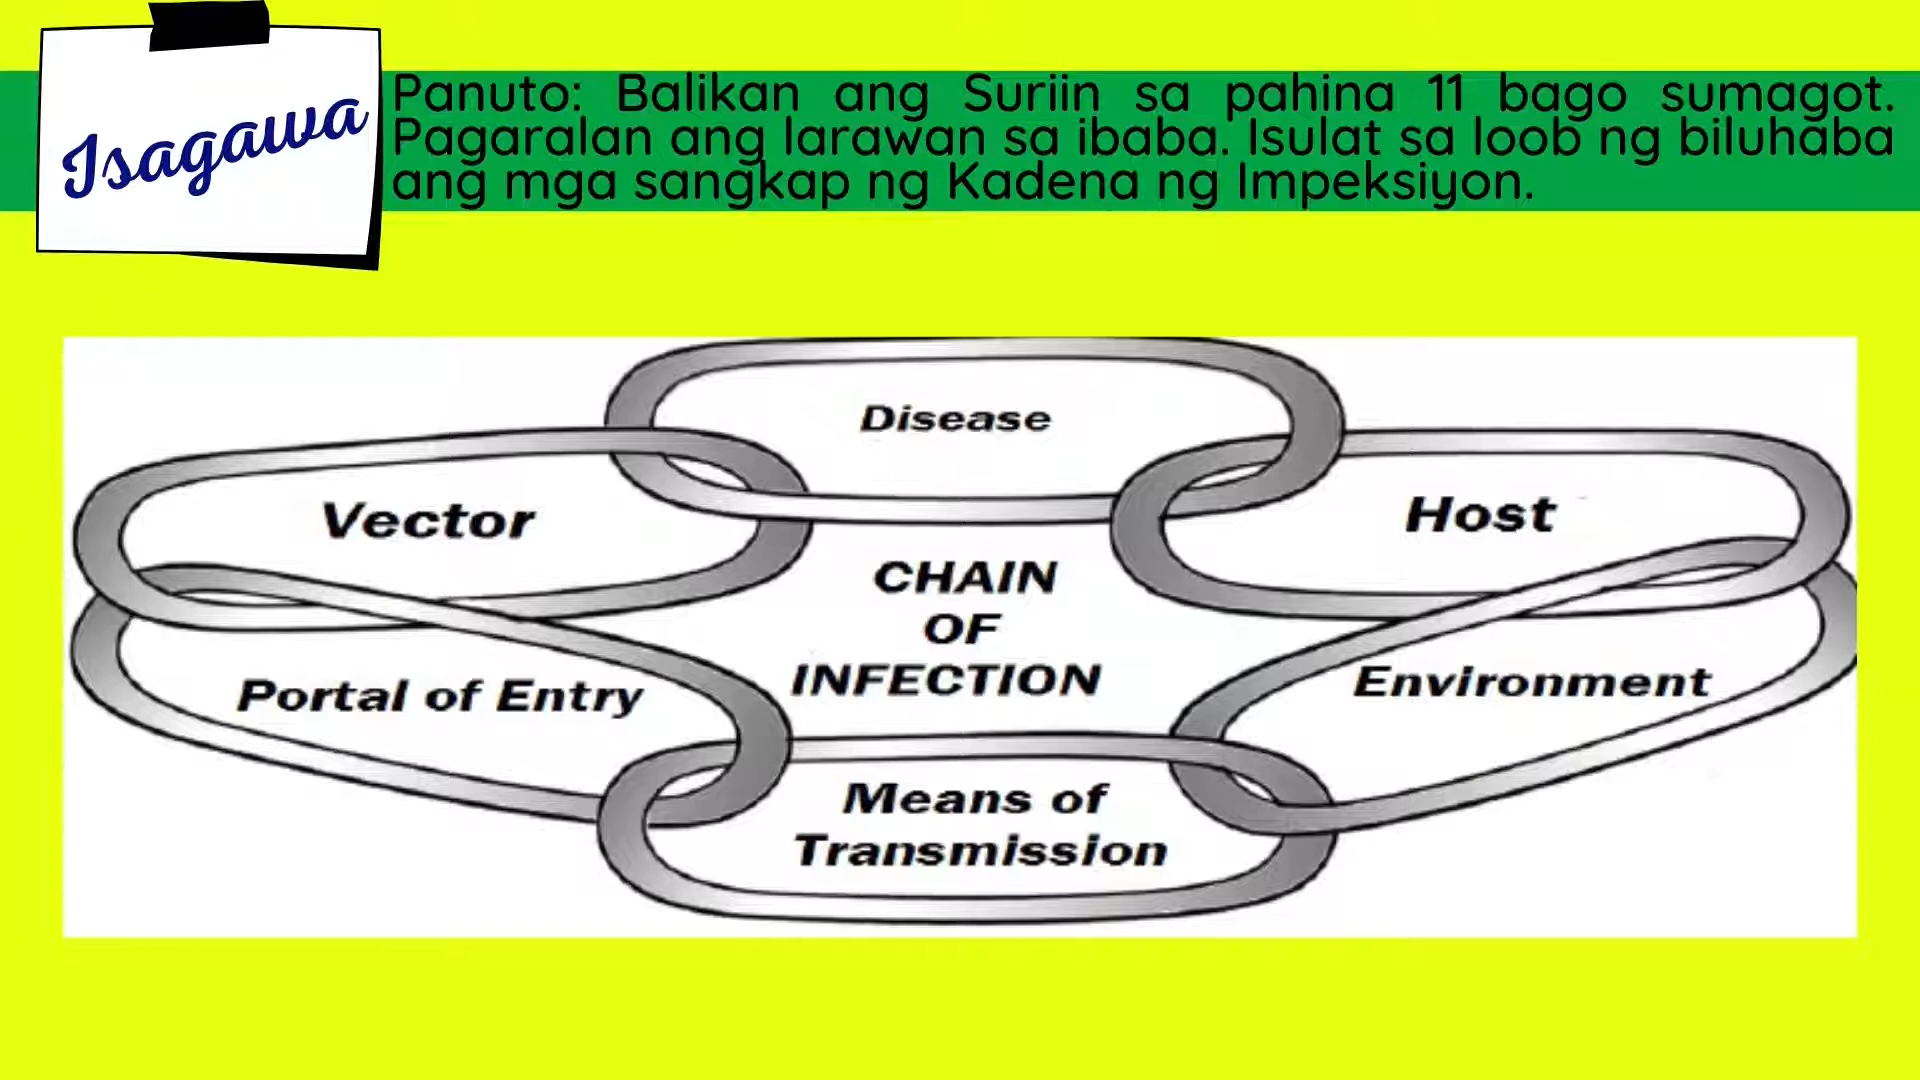 Isagawa
Panuto: Balikan ang Suriin sa pahina 11 bago sumagot.
Pagaralan ang larawan sa ibaba. Isulat sa loob ng biluhaba
ang mga sangkap ng Kadena ng Impeksiyon.
Disease
Vector
Host
CHAIN
OF
INFECTION
Portal of Entry
Environment
Means of
Transmission